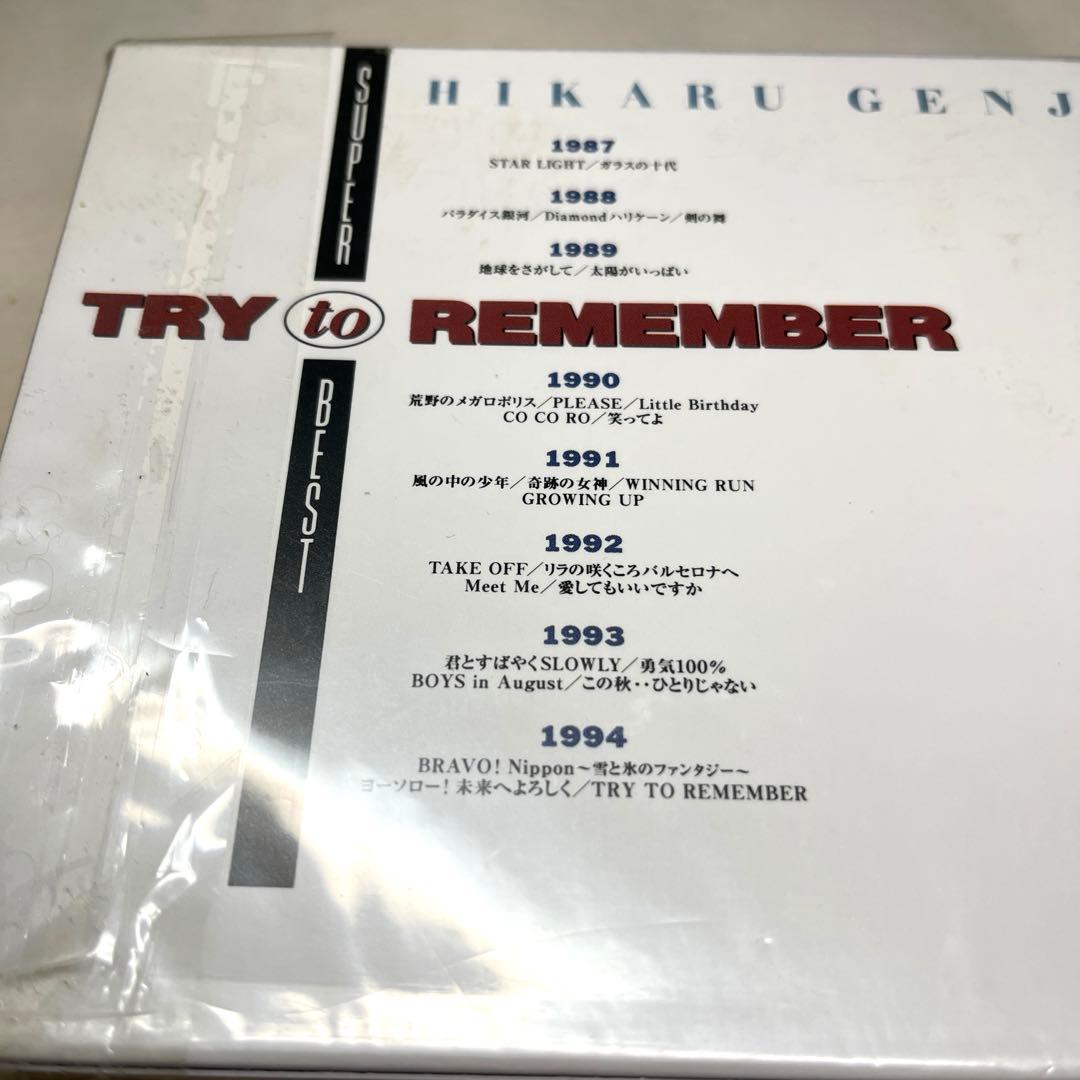 SUPER
HIKARU GENJ
1987
STAR LIGHT／ガラスの十代
1988
パラダイス銀河／Diamondハリケーン／剣の舞
1989
地球をさがして／太陽がいっぱい
TRY to REMEMBER
BEST
1990
荒野のメガロポリス／PLEASE／Little Birthday
CO CO RO／笑ってよ
1991
風の中の少年／奇跡の女神／WINNING RUN
GROWING UP
1992
TAKE OFF／リラの咲くころバルセロナへ
Meet Me／愛してもいいですか
1993
君とすばやくSLOWLY／勇気100%
BOYS in August／この秋‥ひとりじゃない
1994
BRAVO! Nippon～雪と氷のファンタジー～
ヨーソロー! 未来へよろしく／TRY TO REMEMBER